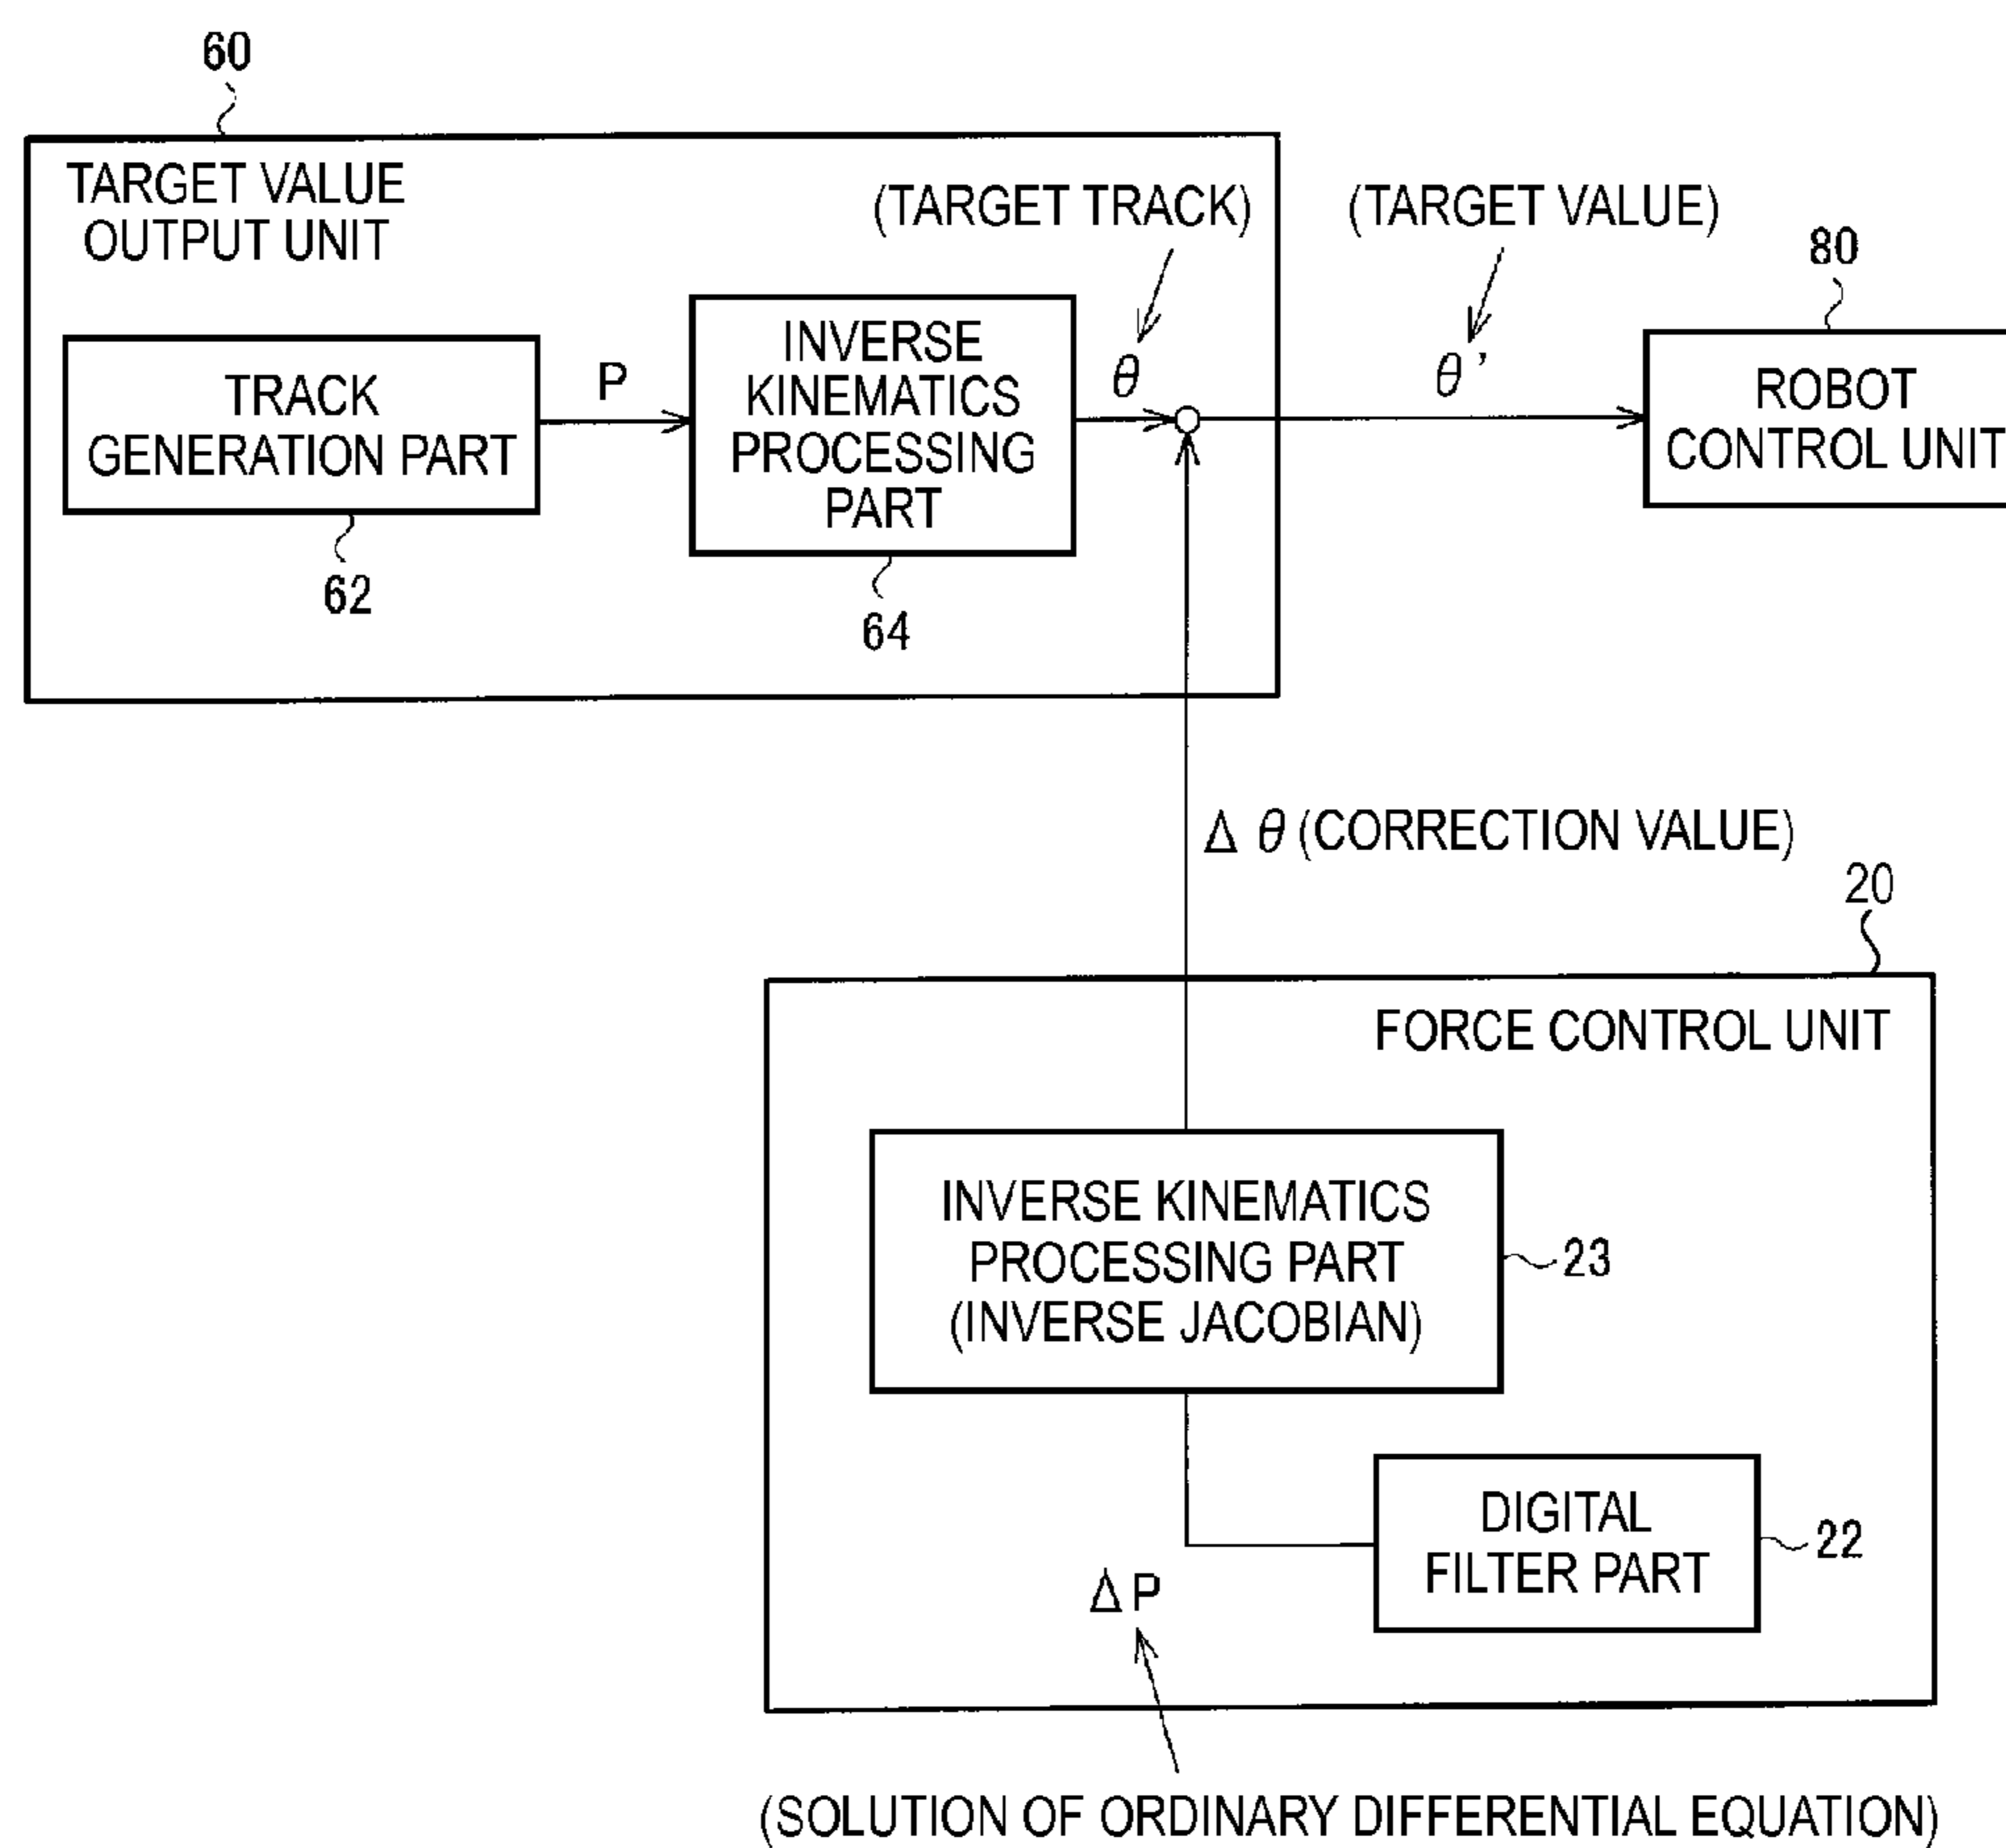 60
TARGET VALUE
OUTPUT UNIT
(TARGET TRACK)
(TARGET VALUE)
80
TRACK
GENERATION PART
P
INVERSE
KINEMATICS
PROCESSING
PART
θ
θ'
ROBOT
CONTROL UNIT
62
64
Δ θ (CORRECTION VALUE)
20
FORCE CONTROL UNIT
INVERSE KINEMATICS
PROCESSING PART
(INVERSE JACOBIAN)
23
DIGITAL
FILTER PART
22
Δ P
(SOLUTION OF ORDINARY DIFFERENTIAL EQUATION)